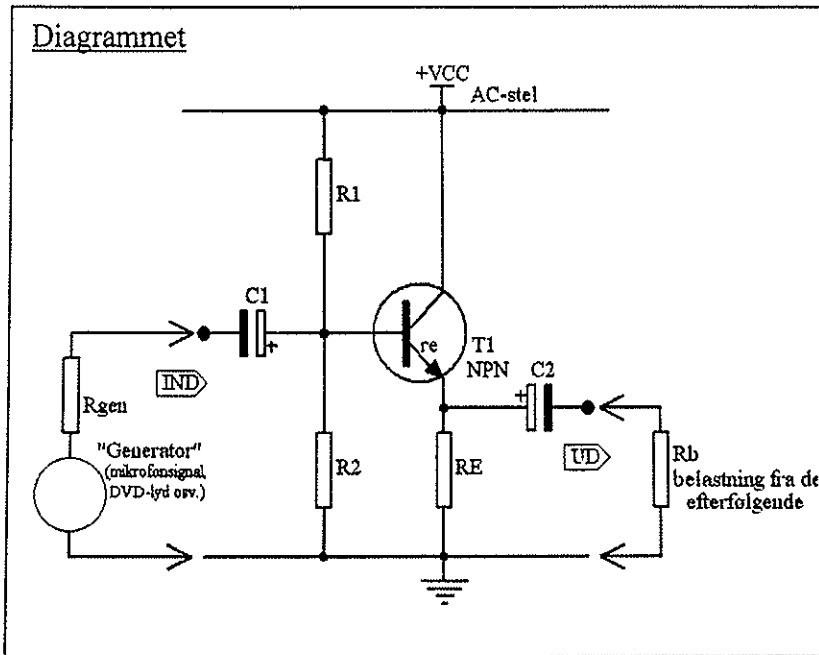 Diagrammet
+VCC
AC-stel
R1
C1
+
re
T1
NPN
+
C2
IND
UD
Rgen
"Generator"
(mikrofonsignal,
DVD-lyd osv.)
R2
RE
Rb
belastning fra de
efterfølgende